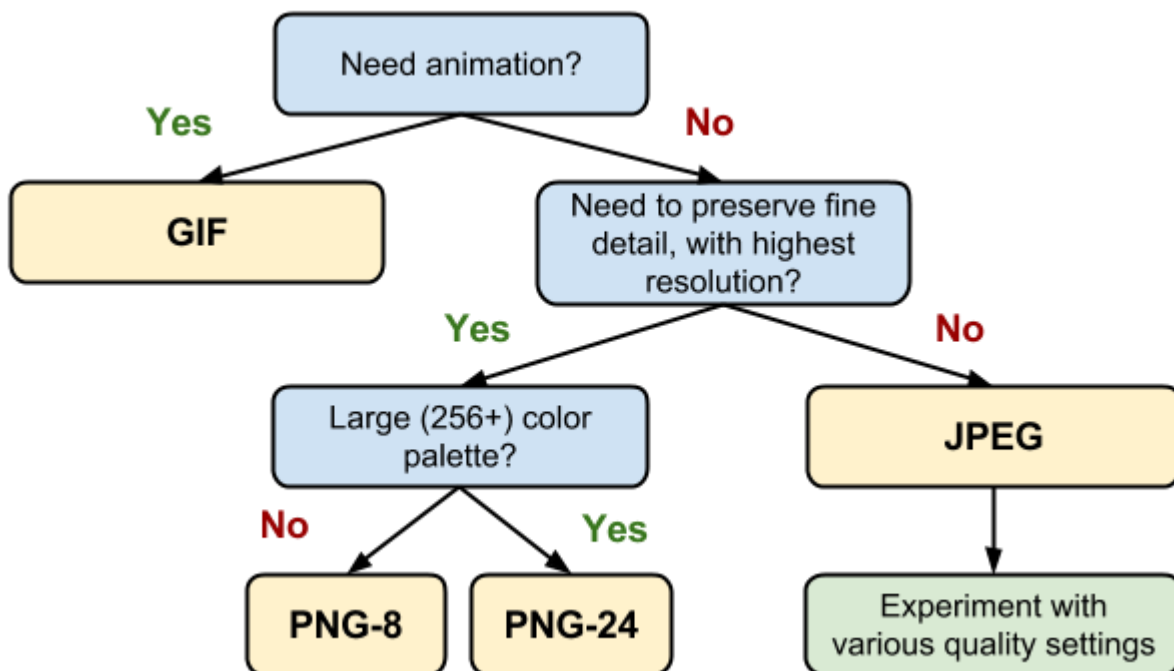 Need animation?
Yes
No
GIF
Need to preserve fine
detail, with highest
resolution?
Yes
No
Large (256+) color
palette?
JPEG
No
Yes
PNG-8
PNG-24
Experiment with
various quality settings